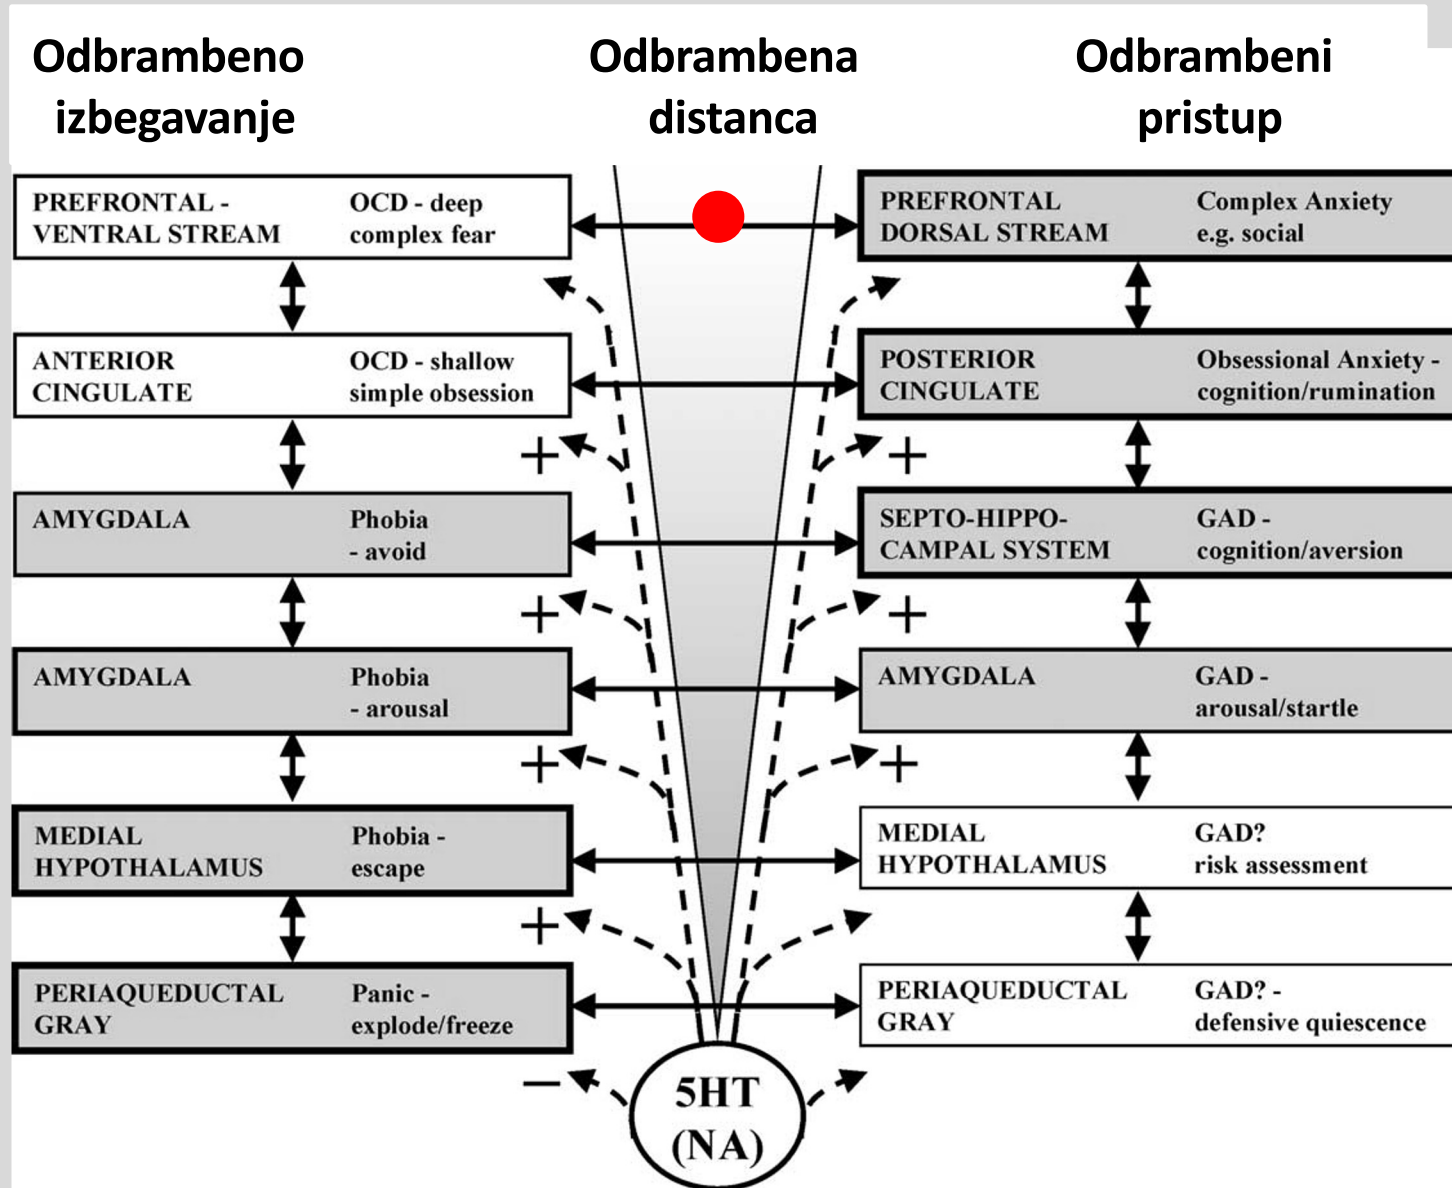 Odbrambeno
izbegavanje
Odbrambena
distanca
Odbrambeni
pristup
PREFRONTAL -
VENTRAL STREAM
OCD - deep
complex fear
PREFRONTAL
DORSAL STREAM
Complex Anxiety
e.g. social
ANTERIOR
CINGULATE
OCD - shallow
simple obsession
POSTERIOR
CINGULATE
Obsessional Anxiety -
cognition/rumination
+
+
AMYGDALA
Phobia
- avoid
SEPTO-HIPPO-
CAMPAL SYSTEM
GAD -
cognition/aversion
+
+
AMYGDALA
Phobia
- arousal
AMYGDALA
GAD -
arousal/startle
+
+
MEDIAL
HYPOTHALAMUS
Phobia -
escape
MEDIAL
HYPOTHALAMUS
GAD?
risk assessment
+
PERIAQUEDUCTAL
GRAY
Panic -
explode/freeze
PERIAQUEDUCTAL
GRAY
GAD? -
defensive quiescence
–
5HT
(NA)